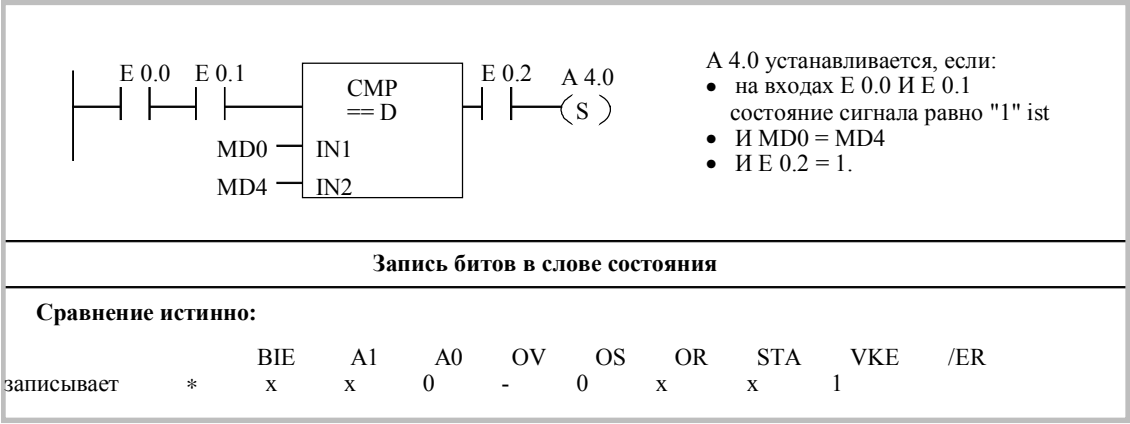 E 0.0 E 0.1 CMP E 0.2 A 4.0
== D ( S )
MD0 IN1
MD4 IN2
A 4.0 устанавливается, если:
• на входах E 0.0 И E 0.1
состояние сигнала равно "1" ist
• И MD0 = MD4
• И E 0.2 = 1.
Запись битов в слове состояния
Сравнение истинно:
BIE A1 A0 OV OS OR STA VKE /ER
записывает * x x 0 - 0 x x 1